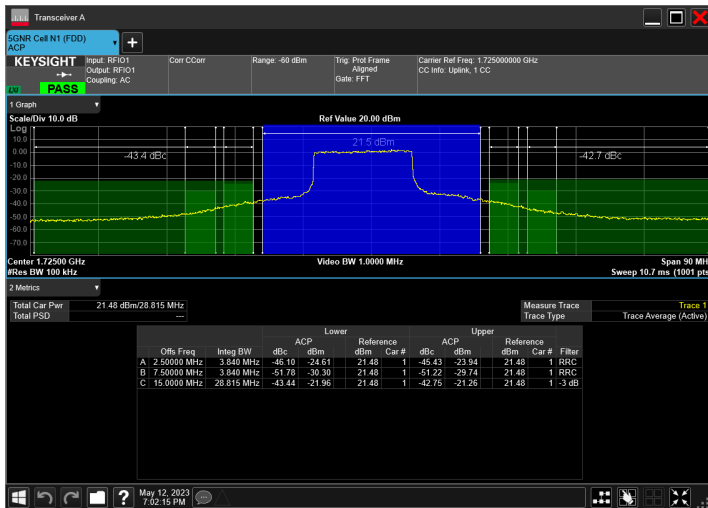 Transceiver A
5GNR Cell N1 (FDD)
ACP
KEYSIGHT
LXI
PASS
Input: RFIO1
Output: RFIO1
Coupling: AC
Corr CCorr
Range: -60 dBm
Trig: Prot Frame
Aligned
Gate: FFT
Carrier Ref Freq: 1.725000000 GHz
CC Info: Uplink, 1 CC
1 Graph
Scale/Div 10.0 dB
Ref Value 20.00 dBm
Log
10.0
0.00
-10.0
-20.0
-30.0
-40.0
-50.0
-60.0
-70.0
-43.4 dBc
21.5 dBm
-42.7 dBc
Center 1.72500 GHz
Video BW 1.0000 MHz
Span 90 MH
#Res BW 100 kHz
Sweep 10.7 ms (1001 pts
2 Metrics
Total Car Pwr 21.48 dBm/28.815 MHz
Total PSD ---
Measure Trace Trace 1
Trace Type Trace Average (Active)
Lower Upper
ACP Reference ACP Reference
Offs Freq Integ BW dBc dBm dBm Car # dBc dBm dBm Car # Filter
A 2.50000 MHz 3.840 MHz -46.10 -24.61 21.48 1 -45.43 -23.94 21.48 1 RRC
B 7.50000 MHz 3.840 MHz -51.78 -30.30 21.48 1 -51.22 -29.74 21.48 1 RRC
C 15.0000 MHz 28.815 MHz -43.44 -21.96 21.48 1 -42.75 -21.26 21.48 1 -3 dB
May 12, 2023
7:02:15 PM